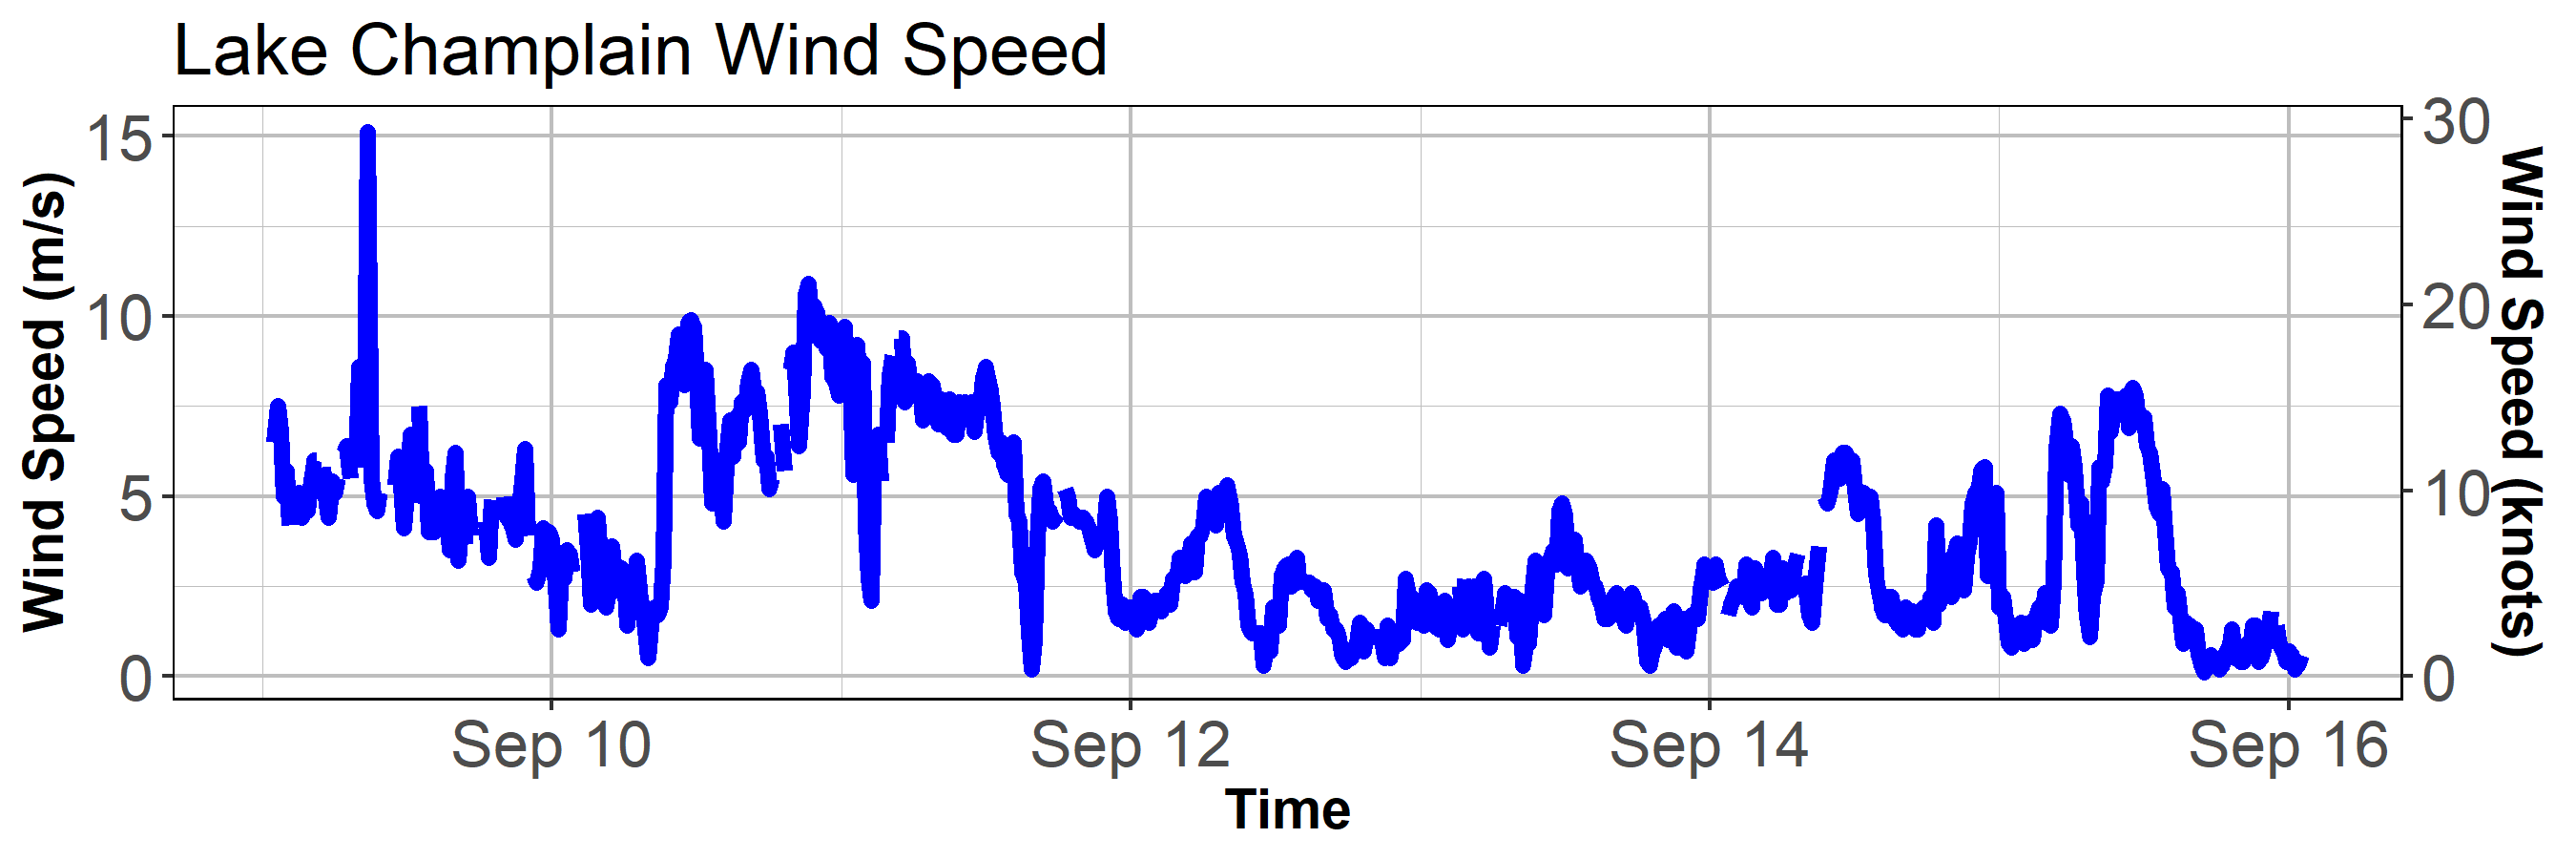 Lake Champlain Wind Speed
Wind Speed (m/s)
15
10
5
0
30
20
10
0
Wind Speed (knots)
Sep 10
Sep 12
Sep 14
Sep 16
Time